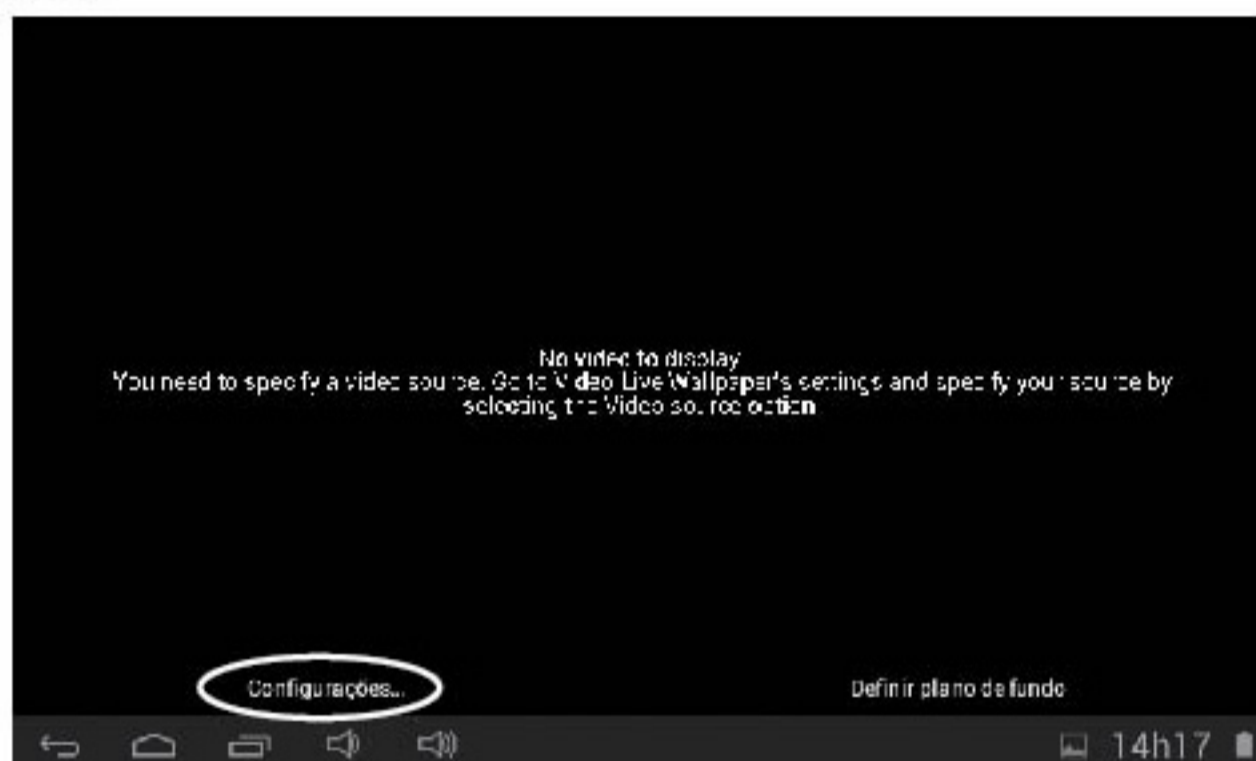 No video to display
You need to specify a video source. Go to Video Live Wallpaper's settings and specify your source by
selecting the Video source option
Configurações...
Definir plano de fundo
14h17